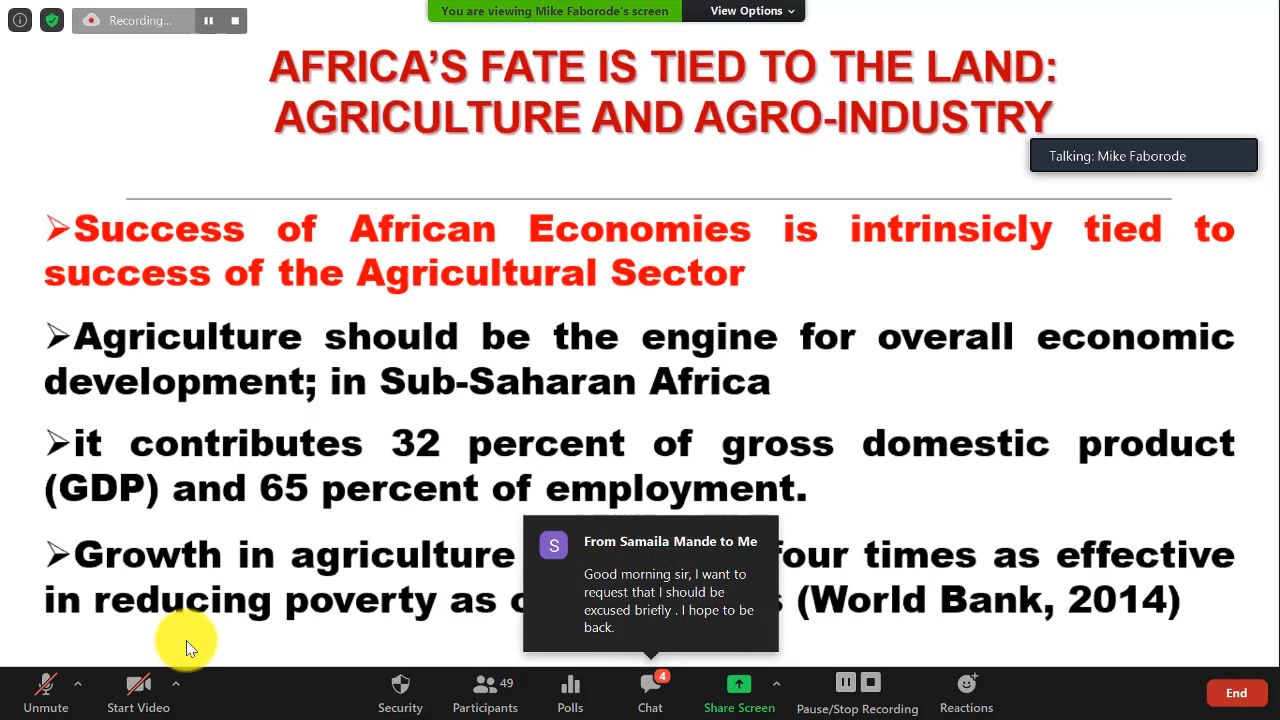 Recording...
You are viewing Mike Faborode's screen
View Options
AFRICA'S FATE IS TIED TO THE LAND:
AGRICULTURE AND AGRO-INDUSTRY
Talking: Mike Faborode
➢Success of African Economies is intrinsicly tied to
success of the Agricultural Sector
➢Agriculture should be the engine for overall economic
development; in Sub-Saharan Africa
➢it contributes 32 percent of gross domestic product
(GDP) and 65 percent of employment.
➢Growth in agriculture four times as effective
in reducing poverty as (World Bank, 2014)
S
From Samaila Mande to Me
Good morning sir, I want to
request that I should be
excused briefly . I hope to be
back.
Unmute
Start Video
Security
Participants
49
Polls
Chat
4
Share Screen
Pause/Stop Recording
Reactions
End